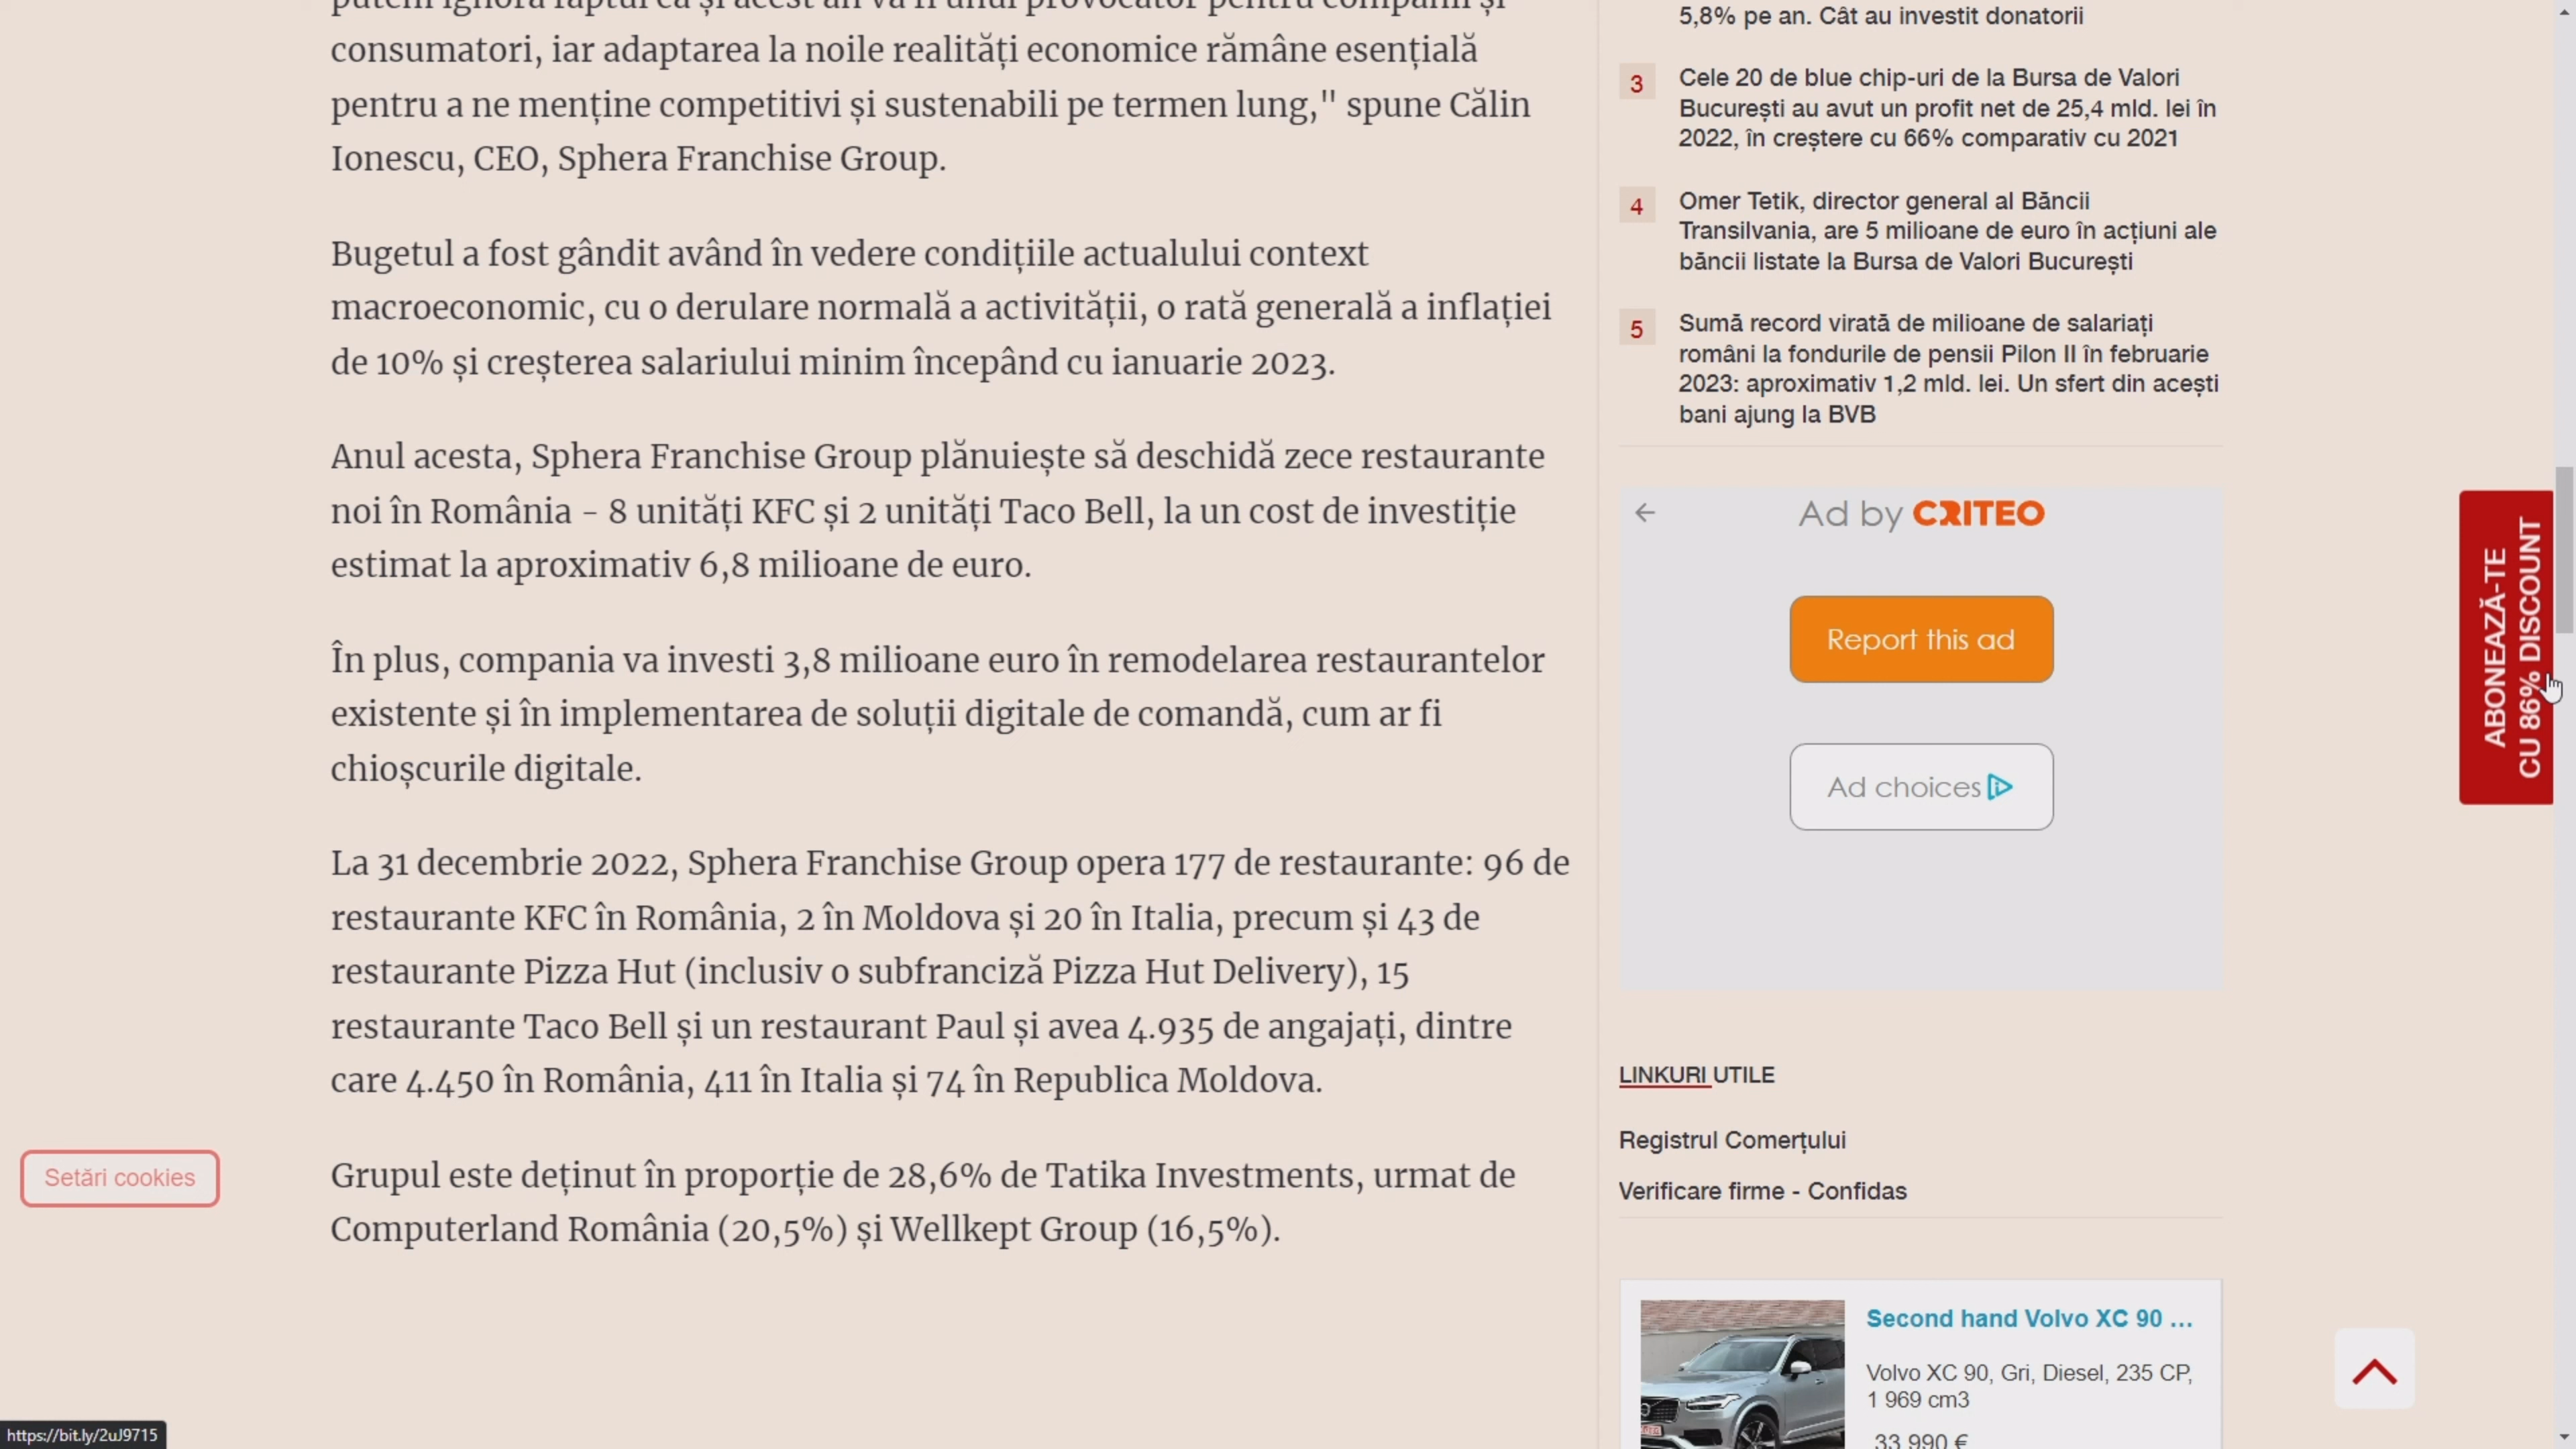 putem ignora faptul că și acest an va fi unul provocator pentru companii și
consumatori, iar adaptarea la noile realități economice rămâne esențială
pentru a ne menține competitivi și sustenabili pe termen lung," spune Călin
Ionescu, CEO, Sphera Franchise Group.
Bugetul a fost gândit având în vedere condițiile actualului context
macroeconomic, cu o derulare normală a activității, o rată generală a inflației
de 10% și creșterea salariului minim începând cu ianuarie 2023.
Anul acesta, Sphera Franchise Group plănuiește să deschidă zece restaurante
noi în România - 8 unități KFC și 2 unități Taco Bell, la un cost de investiție
estimat la aproximativ 6,8 milioane de euro.
În plus, compania va investi 3,8 milioane euro în remodelarea restaurantelor
existente și în implementarea de soluții digitale de comandă, cum ar fi
chioșcurile digitale.
La 31 decembrie 2022, Sphera Franchise Group opera 177 de restaurante: 96 de
restaurante KFC în România, 2 în Moldova și 20 în Italia, precum și 43 de
restaurante Pizza Hut (inclusiv o subfranciză Pizza Hut Delivery), 15
restaurante Taco Bell și un restaurant Paul și avea 4.935 de angajați, dintre
care 4.450 în România, 411 în Italia și 74 în Republica Moldova.
Grupul este deținut în proporție de 28,6% de Tatika Investments, urmat de
Computerland România (20,5%) și Wellkept Group (16,5%).
Setări cookies
https://bit.ly/2uJ9715
5,8% pe an. Cât au investit donatorii
3
Cele 20 de blue chip-uri de la Bursa de Valori
București au avut un profit net de 25,4 mld. lei în
2022, în creștere cu 66% comparativ cu 2021
4
Omer Tetik, director general al Băncii
Transilvania, are 5 milioane de euro în acțiuni ale
băncii listate la Bursa de Valori București
5
Sumă record virată de milioane de salariați
români la fondurile de pensii Pilon II în februarie
2023: aproximativ 1,2 mld. lei. Un sfert din acești
bani ajung la BVB
Ad by CRITEO
Report this ad
Ad choices
LINKURI UTILE
Registrul Comerțului
Verificare firme - Confidas
Second hand Volvo XC 90 ...
Volvo XC 90, Gri, Diesel, 235 CP,
1 969 cm3
33 990 €
ABONEAZĂ-TE
CU 86% DISCOUNT